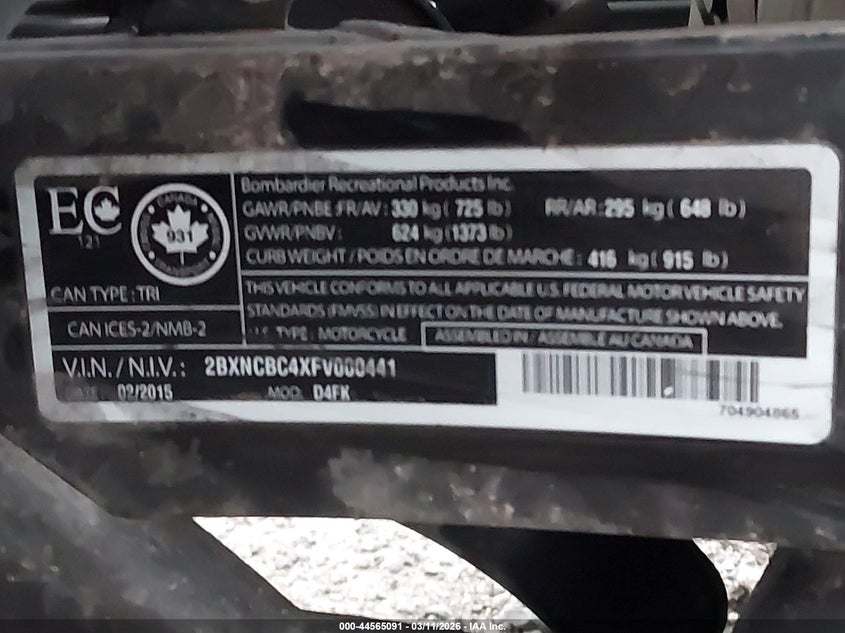 EC
121
CANADA
931
TRANSPORT
CAN TYPE : TRI
CAN ICES-2/NMB-2
Bombardier Recreational Products Inc.
GAWR/PNBE :FR/AV : 330 kg ( 725 lb) RR/AR: 295 kg ( 648 lb)
GVWR/PNBV : 624 kg (1373 lb)
CURB WEIGHT / POIDS EN ORDRE DE MARCHE : 416 kg ( 915 lb)
THIS VEHICLE CONFORMS TO ALL APPLICABLE U.S. FEDERAL MOTOR VEHICLE SAFETY
STANDARDS (FMVSS) IN EFFECT ON THE DATE OF MANUFACTURE SHOWN ABOVE.
U.S. TYPE : MOTORCYCLE ASSEMBLED IN / ASSEMBLE AU CANADA
V.I.N. / N.I.V. : 2BXNCBC4XFV000441
DATE 02/2015 MOD: D4FK
704904865
000-44565091 - 03/11/2026 - IAA Inc.